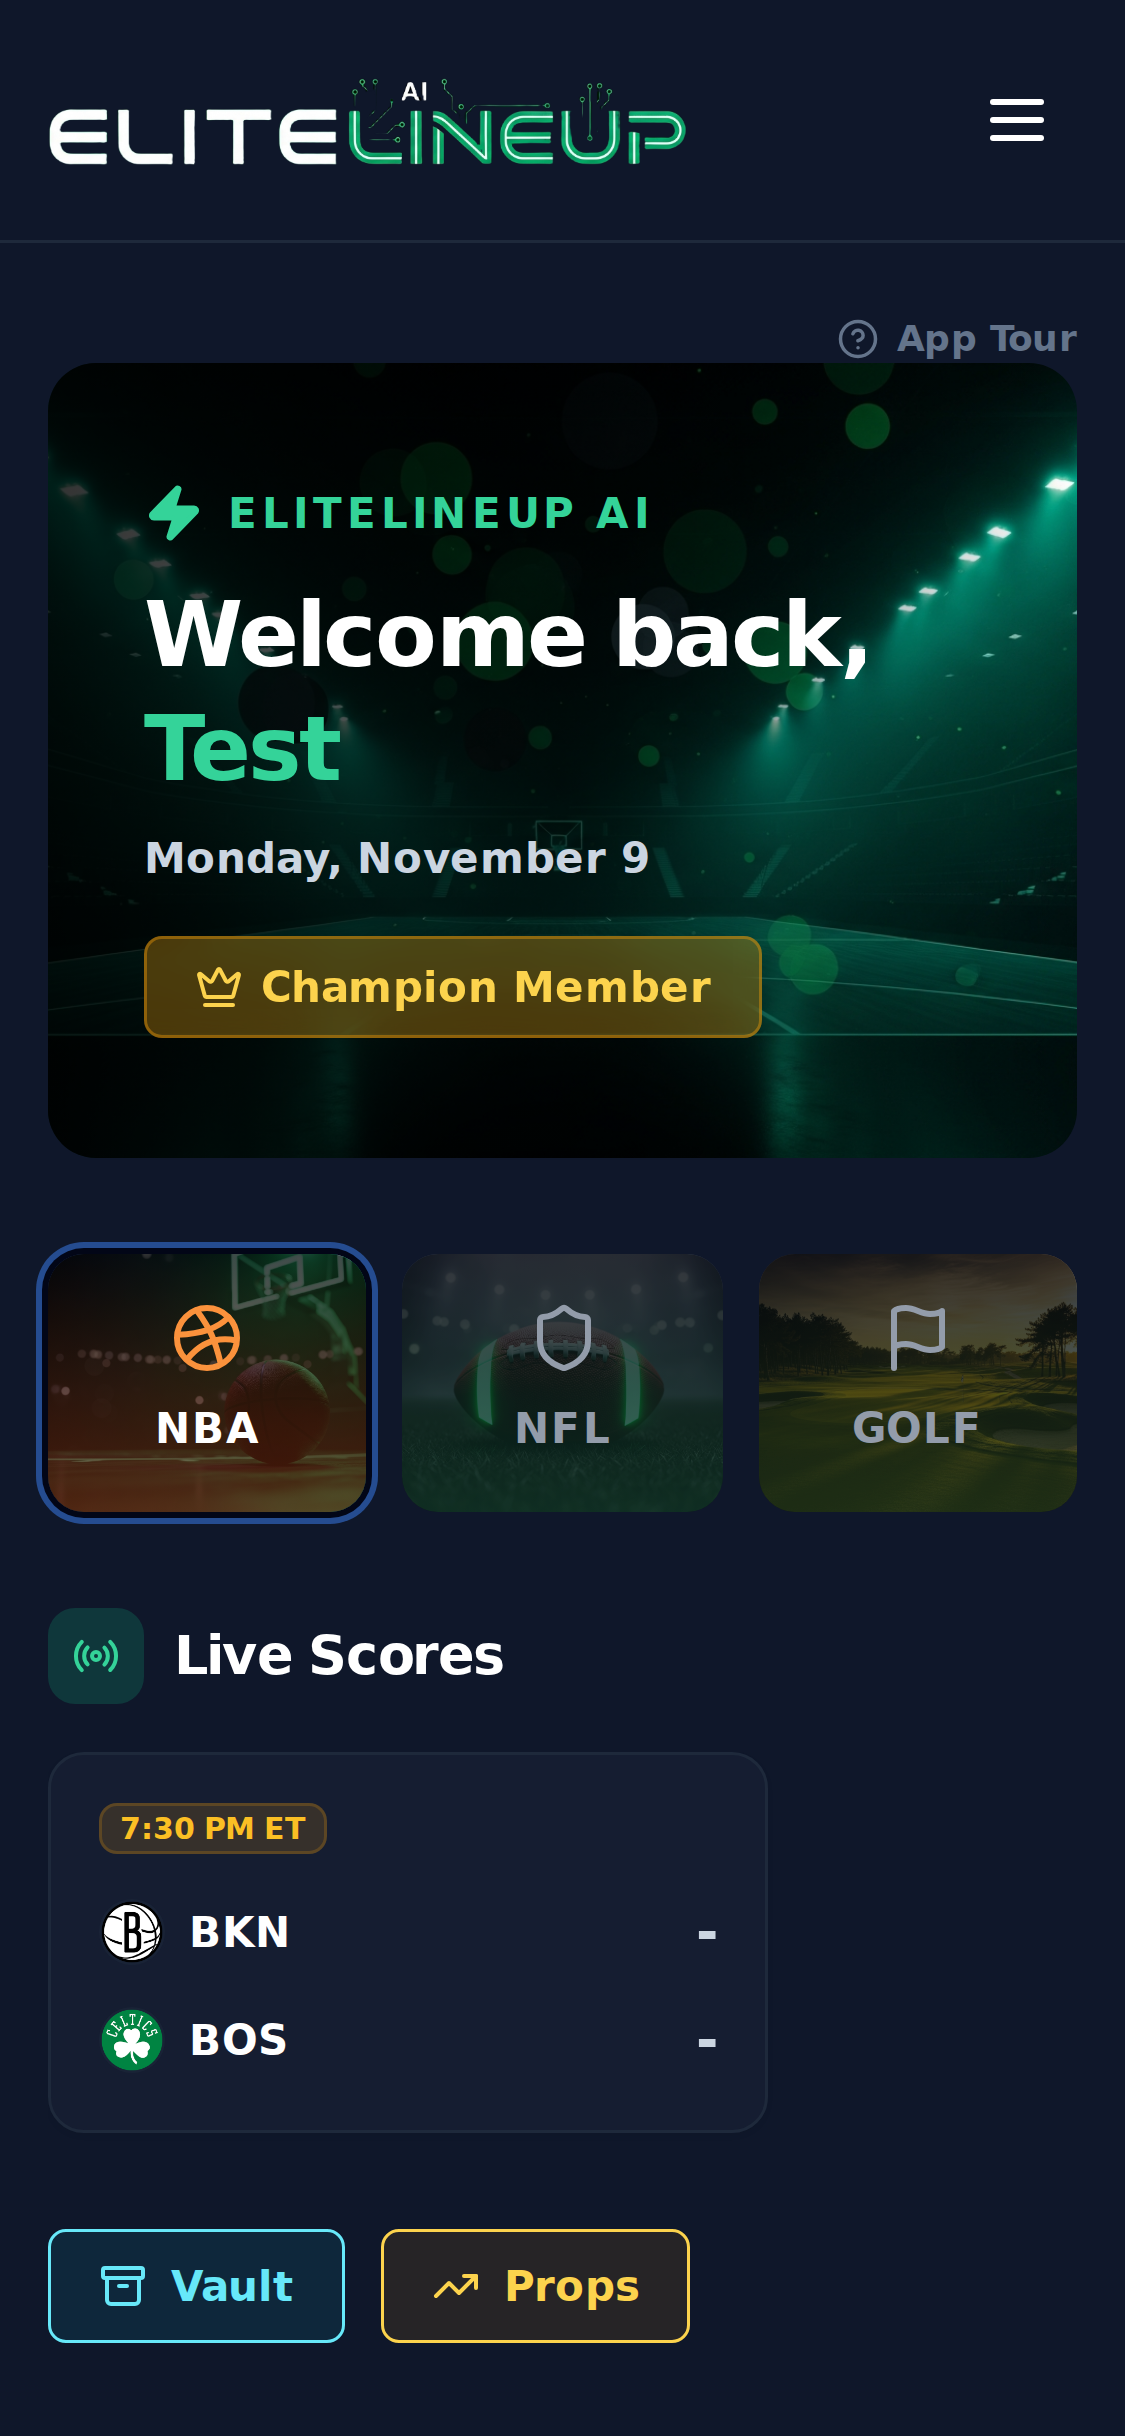 ELITELINEUP
AI
App Tour
ELITELINEUP AI
Welcome back,
Test
Monday, November 9
Champion Member
NBA
NFL
GOLF
Live Scores
7:30 PM ET
B
BKN
-
CELTICS
BOS
-
Vault
Props